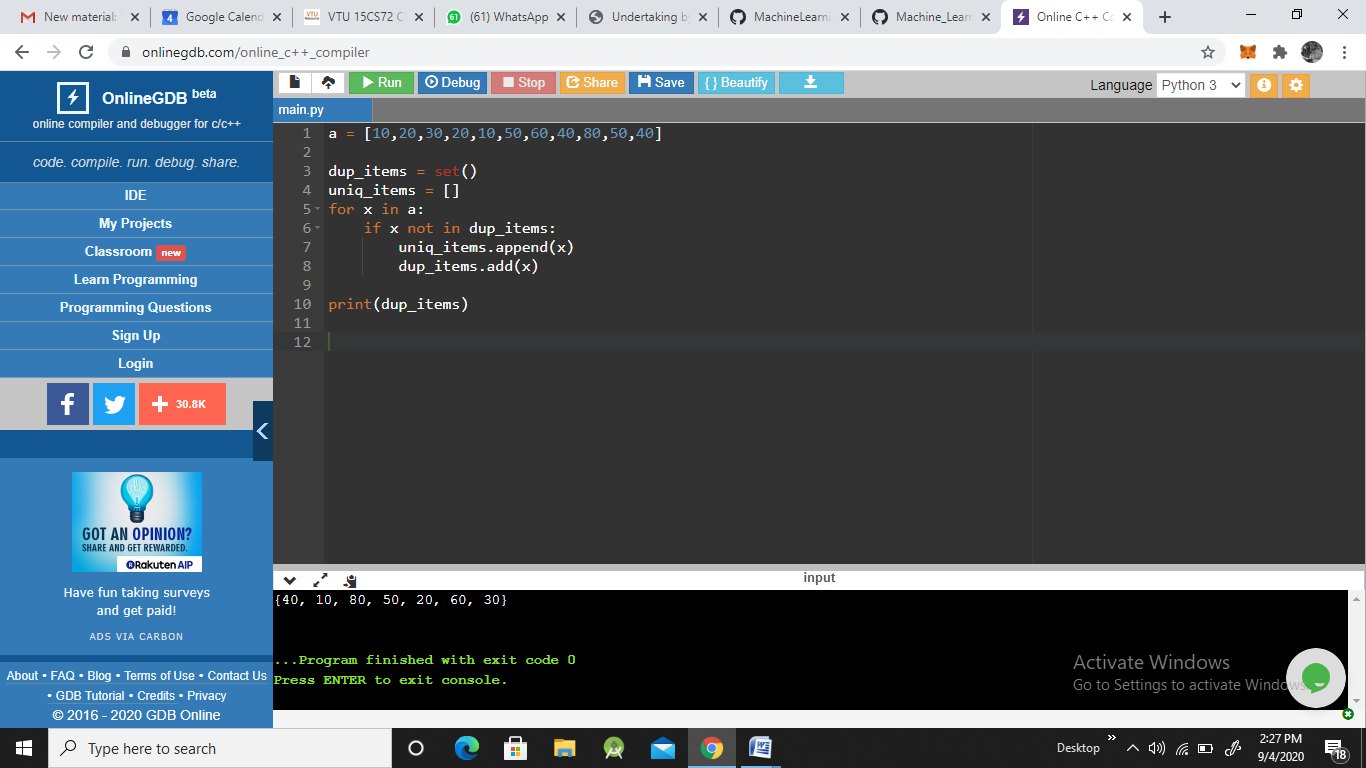 New material:
Google Calend
VTU 15CS72 C
(61) WhatsApp
Undertaking b
MachineLearni
Machine_Learn
Online C++ Co
onlinegdb.com/online_c++_compiler
OnlineGDB beta
online compiler and debugger for c/c++
code. compile. run. debug. share.
IDE
My Projects
Classroom new
Learn Programming
Programming Questions
Sign Up
Login
30.8K
GOT AN OPINION?
SHARE AND GET REWARDED.
Rakuten AIP
Have fun taking surveys
and get paid!
ADS VIA CARBON
About • FAQ • Blog • Terms of Use • Contact Us
• GDB Tutorial • Credits • Privacy
© 2016 - 2020 GDB Online
Run Debug Stop Share Save { } Beautify
Language Python 3
main.py
1 a = [10,20,30,20,10,50,60,40,80,50,40]
2
3 dup_items = set()
4 uniq_items = []
5 for x in a:
6 if x not in dup_items:
7 uniq_items.append(x)
8 dup_items.add(x)
9
10 print(dup_items)
11
12
input
{40, 10, 80, 50, 20, 60, 30}
...Program finished with exit code 0
Press ENTER to exit console.
Activate Windows
Go to Settings to activate Windows.
Type here to search
Desktop
2:27 PM
9/4/2020
18